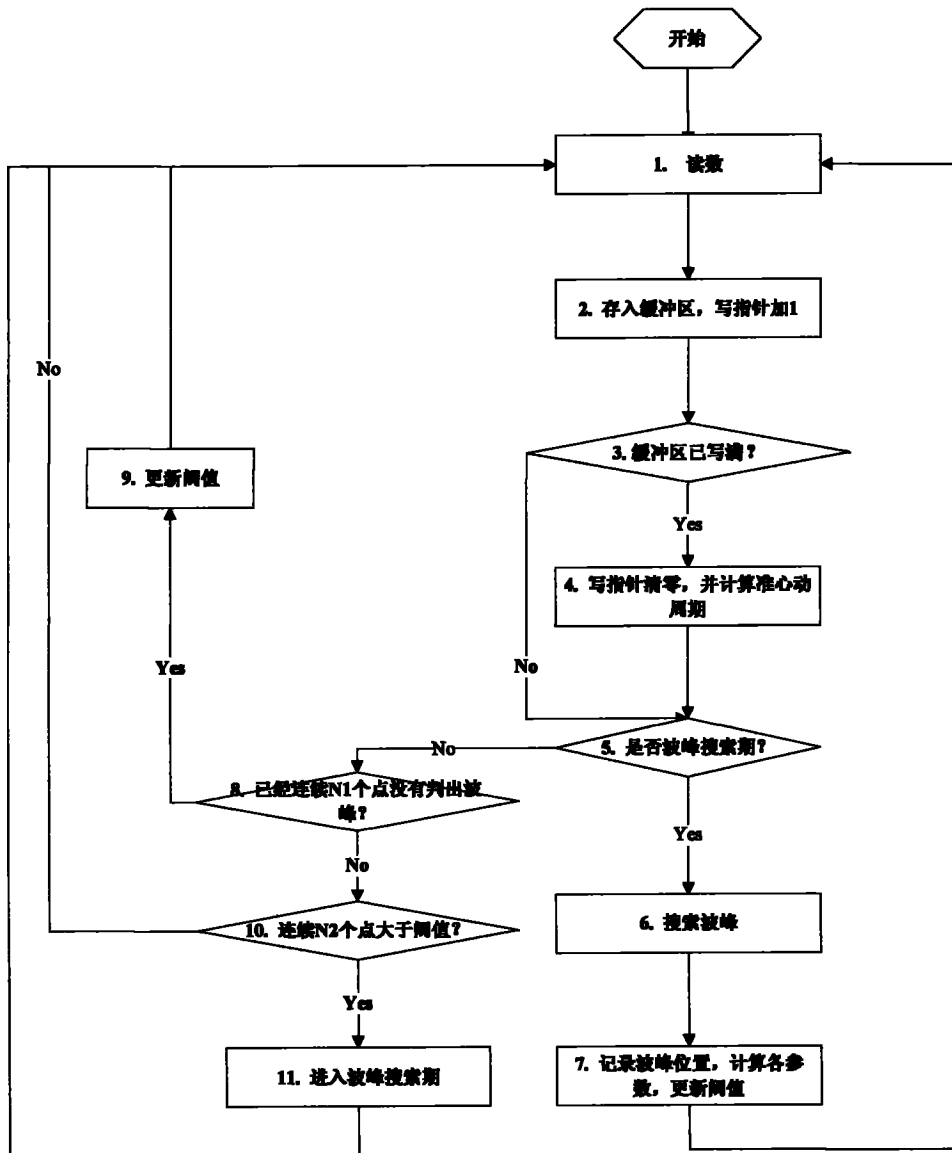 开始
1. 读数
2. 存入缓冲区，写指针加1
No
3. 缓冲区已写满？
9. 更新阈值
Yes
4. 写指针清零，并计算准心动
周期
Yes
No
5. 是否波峰搜索期？
No
8. 已经连续N1个点没有判出波
峰？
Yes
No
6. 搜索波峰
10. 连续N2个点大于阈值？
Yes
7. 记录波峰位置，计算各参
数，更新阈值
11. 进入波峰搜索期